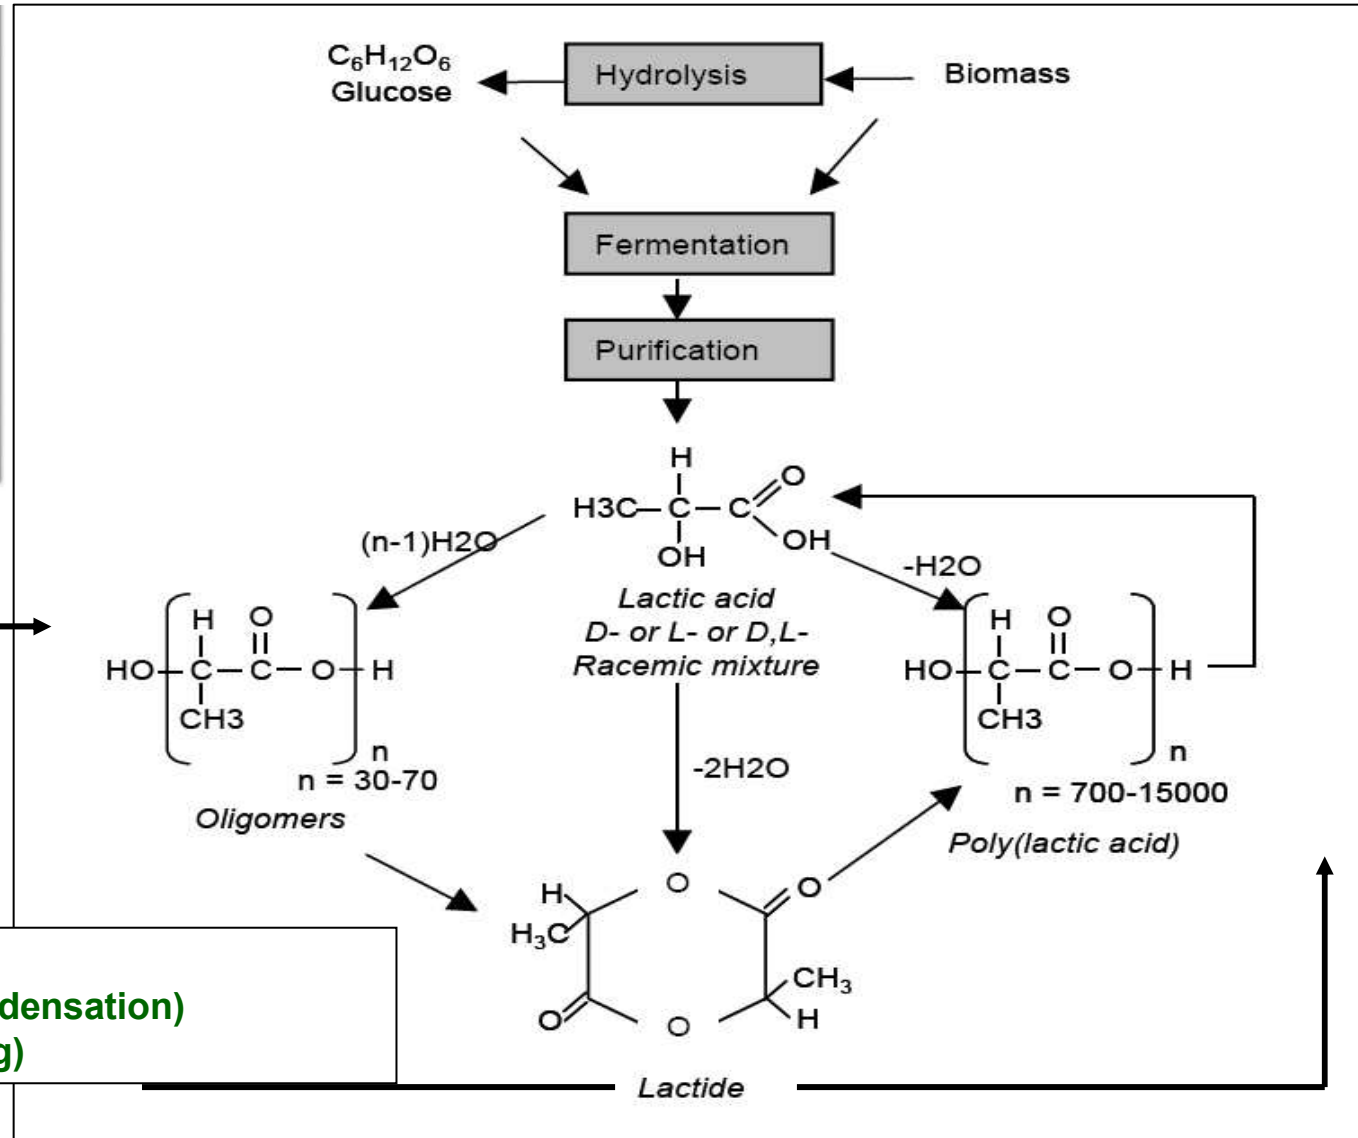 C₆H₁₂O₆
Glucose
Hydrolysis
Biomass
Fermentation
Purification
H
H3C–C–C
O
OH
OH
(n-1)H2O
-H2O
Lactic acid
D- or L- or D,L-
Racemic mixture
H O
HO–C–C–O–H
CH3
n
n = 30-70
Oligomers
H O
HO–C–C–O–H
CH3
n
n = 700-15000
Poly(lactic acid)
-2H2O
O
O
H
H₃C
CH₃
O
O
H
Lactide
densation)
g)